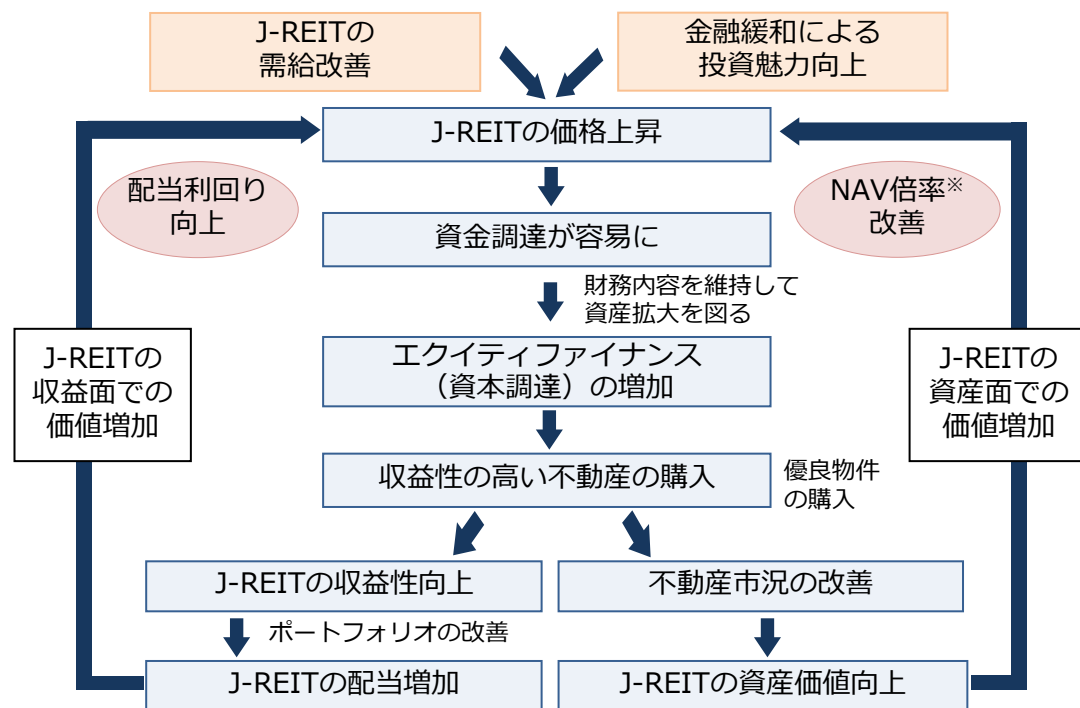 J-REITの
需給改善
金融緩和による
投資魅力向上
J-REITの価格上昇
配当利回り
向上
NAV倍率※
改善
資金調達が容易に
財務内容を維持して
資産拡大を図る
J-REITの
収益面での
価値増加
エクイティファイナンス
（資本調達）の増加
J-REITの
資産面での
価値増加
収益性の高い不動産の購入
優良物件
の購入
J-REITの収益性向上
不動産市況の改善
ポートフォリオの改善
J-REITの配当増加
J-REITの資産価値向上